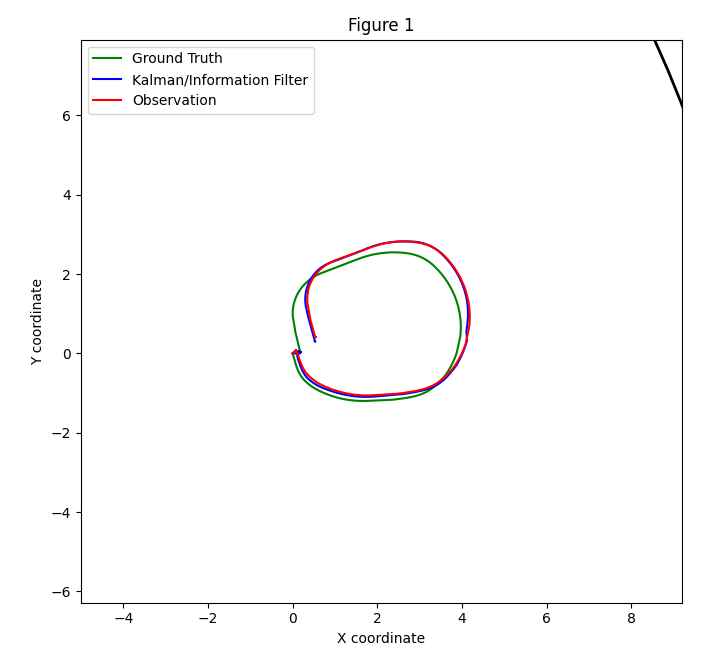 Figure 1
Ground Truth
Kalman/Information Filter
Observation
Y coordinate
6
4
2
0
−2
−4
−6
−4
−2
0
2
4
6
8
X coordinate